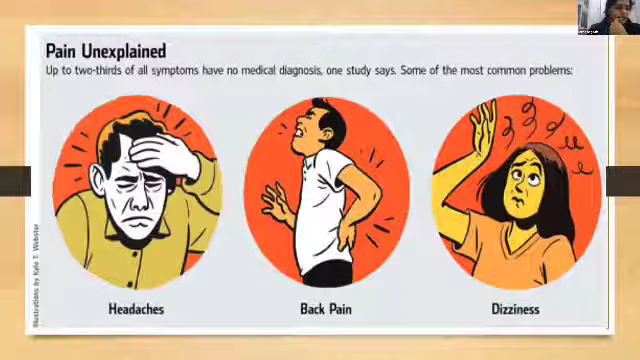 Pain Unexplained
Up to two-thirds of all symptoms have no medical diagnosis, one study says. Some of the most common problems:
Headaches
Back Pain
Dizziness
Illustrations by Kyle T. Webster